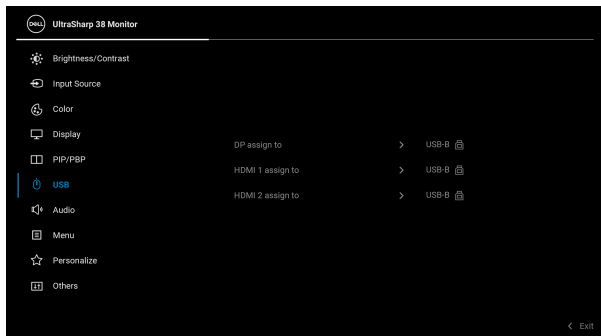 DELL UltraSharp 38 Monitor
Brightness/Contrast
Input Source
Color
Display
DP assign to USB-B
PIP/PBP
HDMI 1 assign to USB-B
USB
HDMI 2 assign to USB-B
Audio
Menu
Personalize
Others
Exit